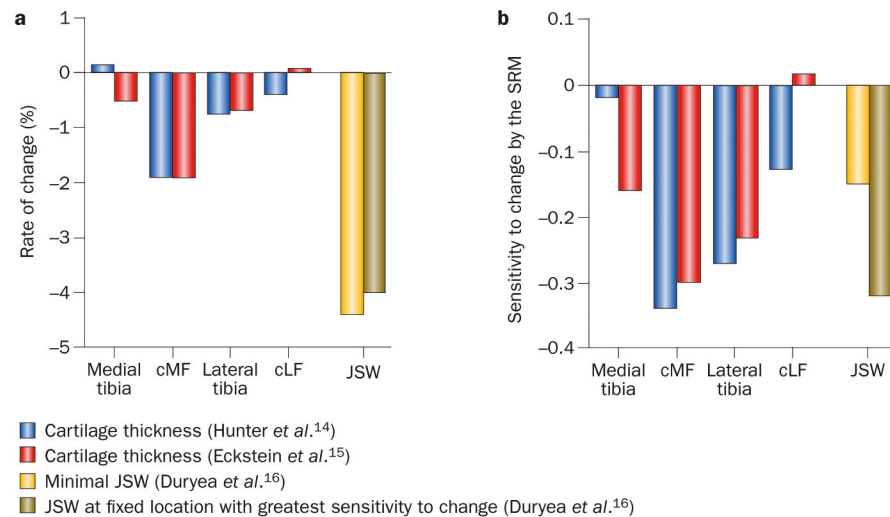 a
1
0
–1
–2
–3
–4
–5
Rate of change (%)
Medial tibia
cMF
Lateral tibia
cLF
JSW
b
0.1
0
–0.1
–0.2
–0.3
–0.4
Sensitivity to change by the SRM
Medial tibia
cMF
Lateral tibia
cLF
JSW
Cartilage thickness (Hunter et al.14)
Cartilage thickness (Eckstein et al.15)
Minimal JSW (Duryea et al.16)
JSW at fixed location with greatest sensitivity to change (Duryea et al.16)